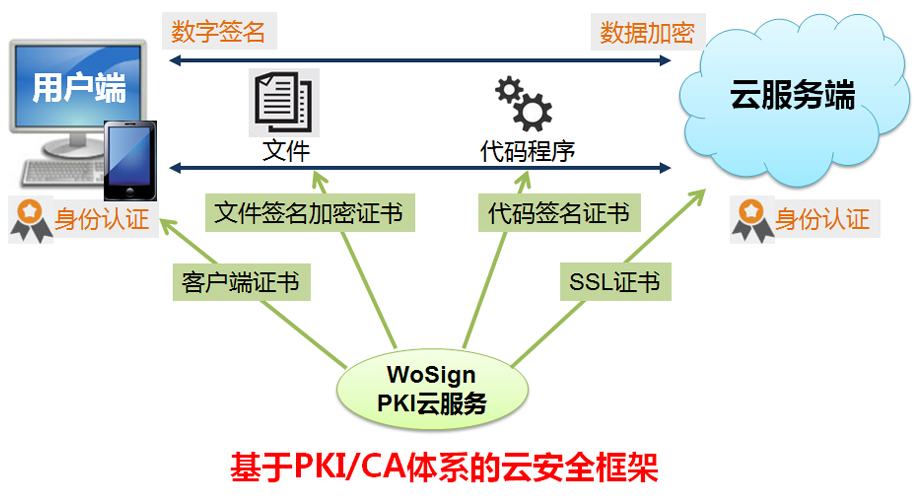 数字签名
数据加密
用户端
云服务端
文件
代码程序
身份认证
文件签名加密证书
代码签名证书
身份认证
客户端证书
SSL证书
WoSign
PKI云服务
基于PKI/CA体系的云安全框架